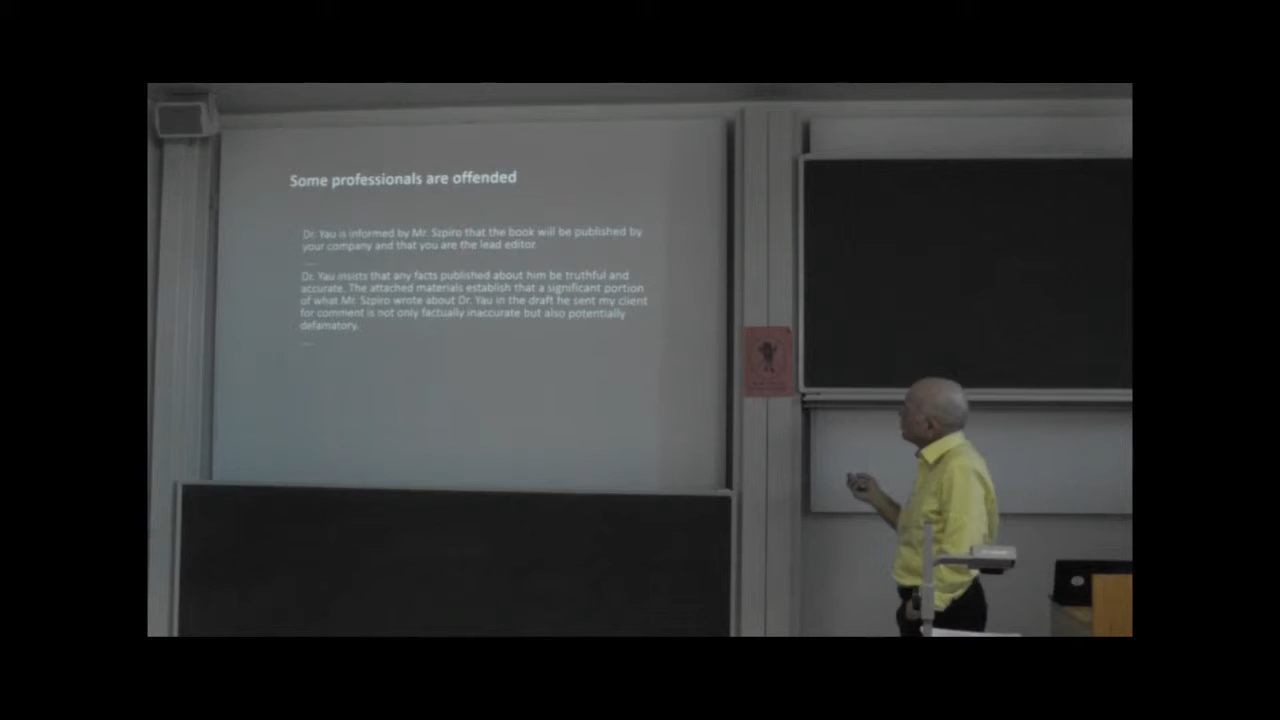 Some professionals are offended
Dr. Yau is informed by Mr. Szpiro that the book will be published by
your company and that you are the lead editor.
....
Dr. Yau insists that any facts published about him be truthful and
accurate. The attached materials establish that a significant portion
of what Mr. Szpiro wrote about Dr. Yau in the draft he sent my client
for comment is not only factually inaccurate but also potentially
defamatory.
....